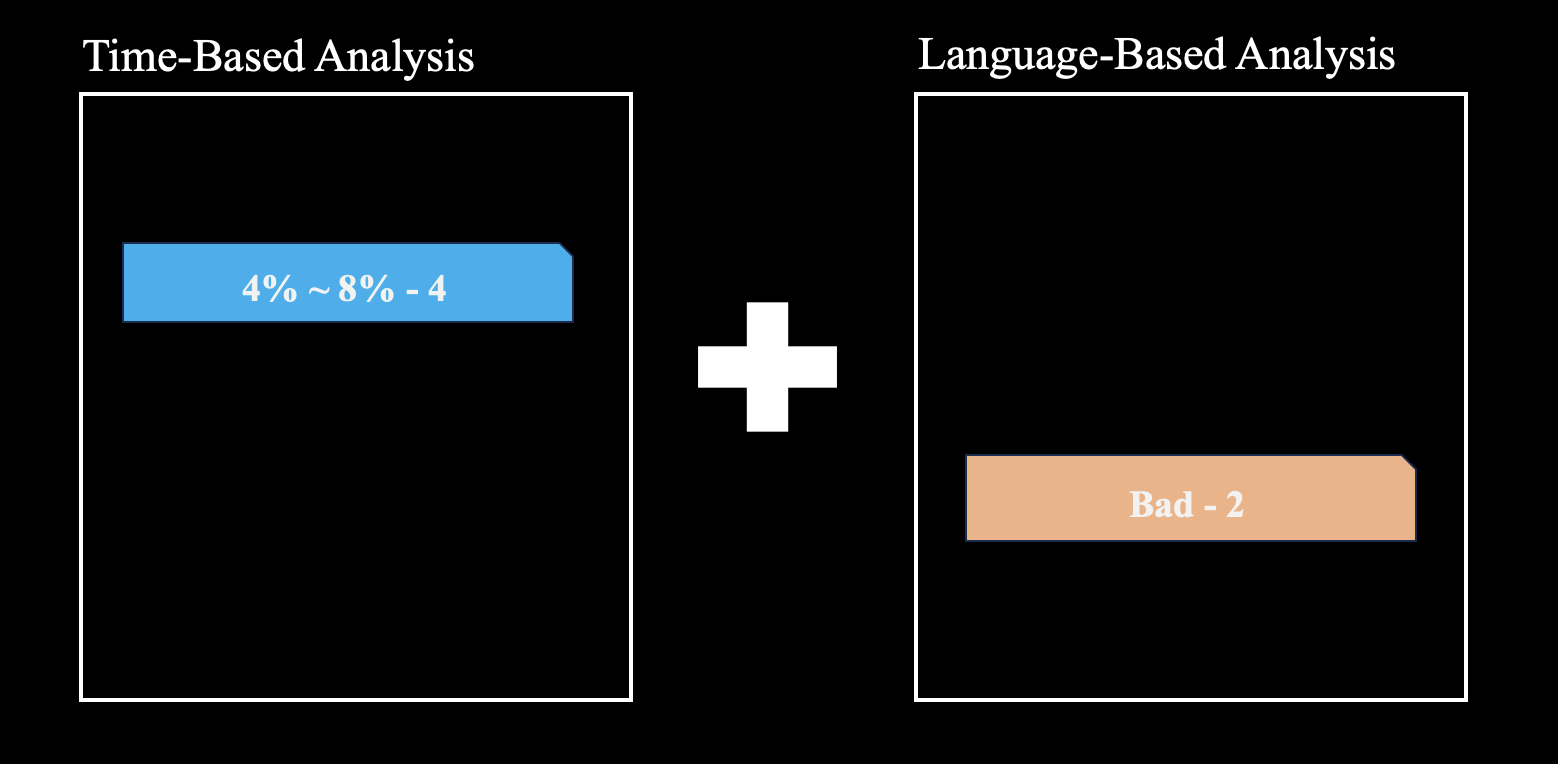 Time-Based Analysis
Language-Based Analysis
4% ~ 8% - 4
Bad - 2